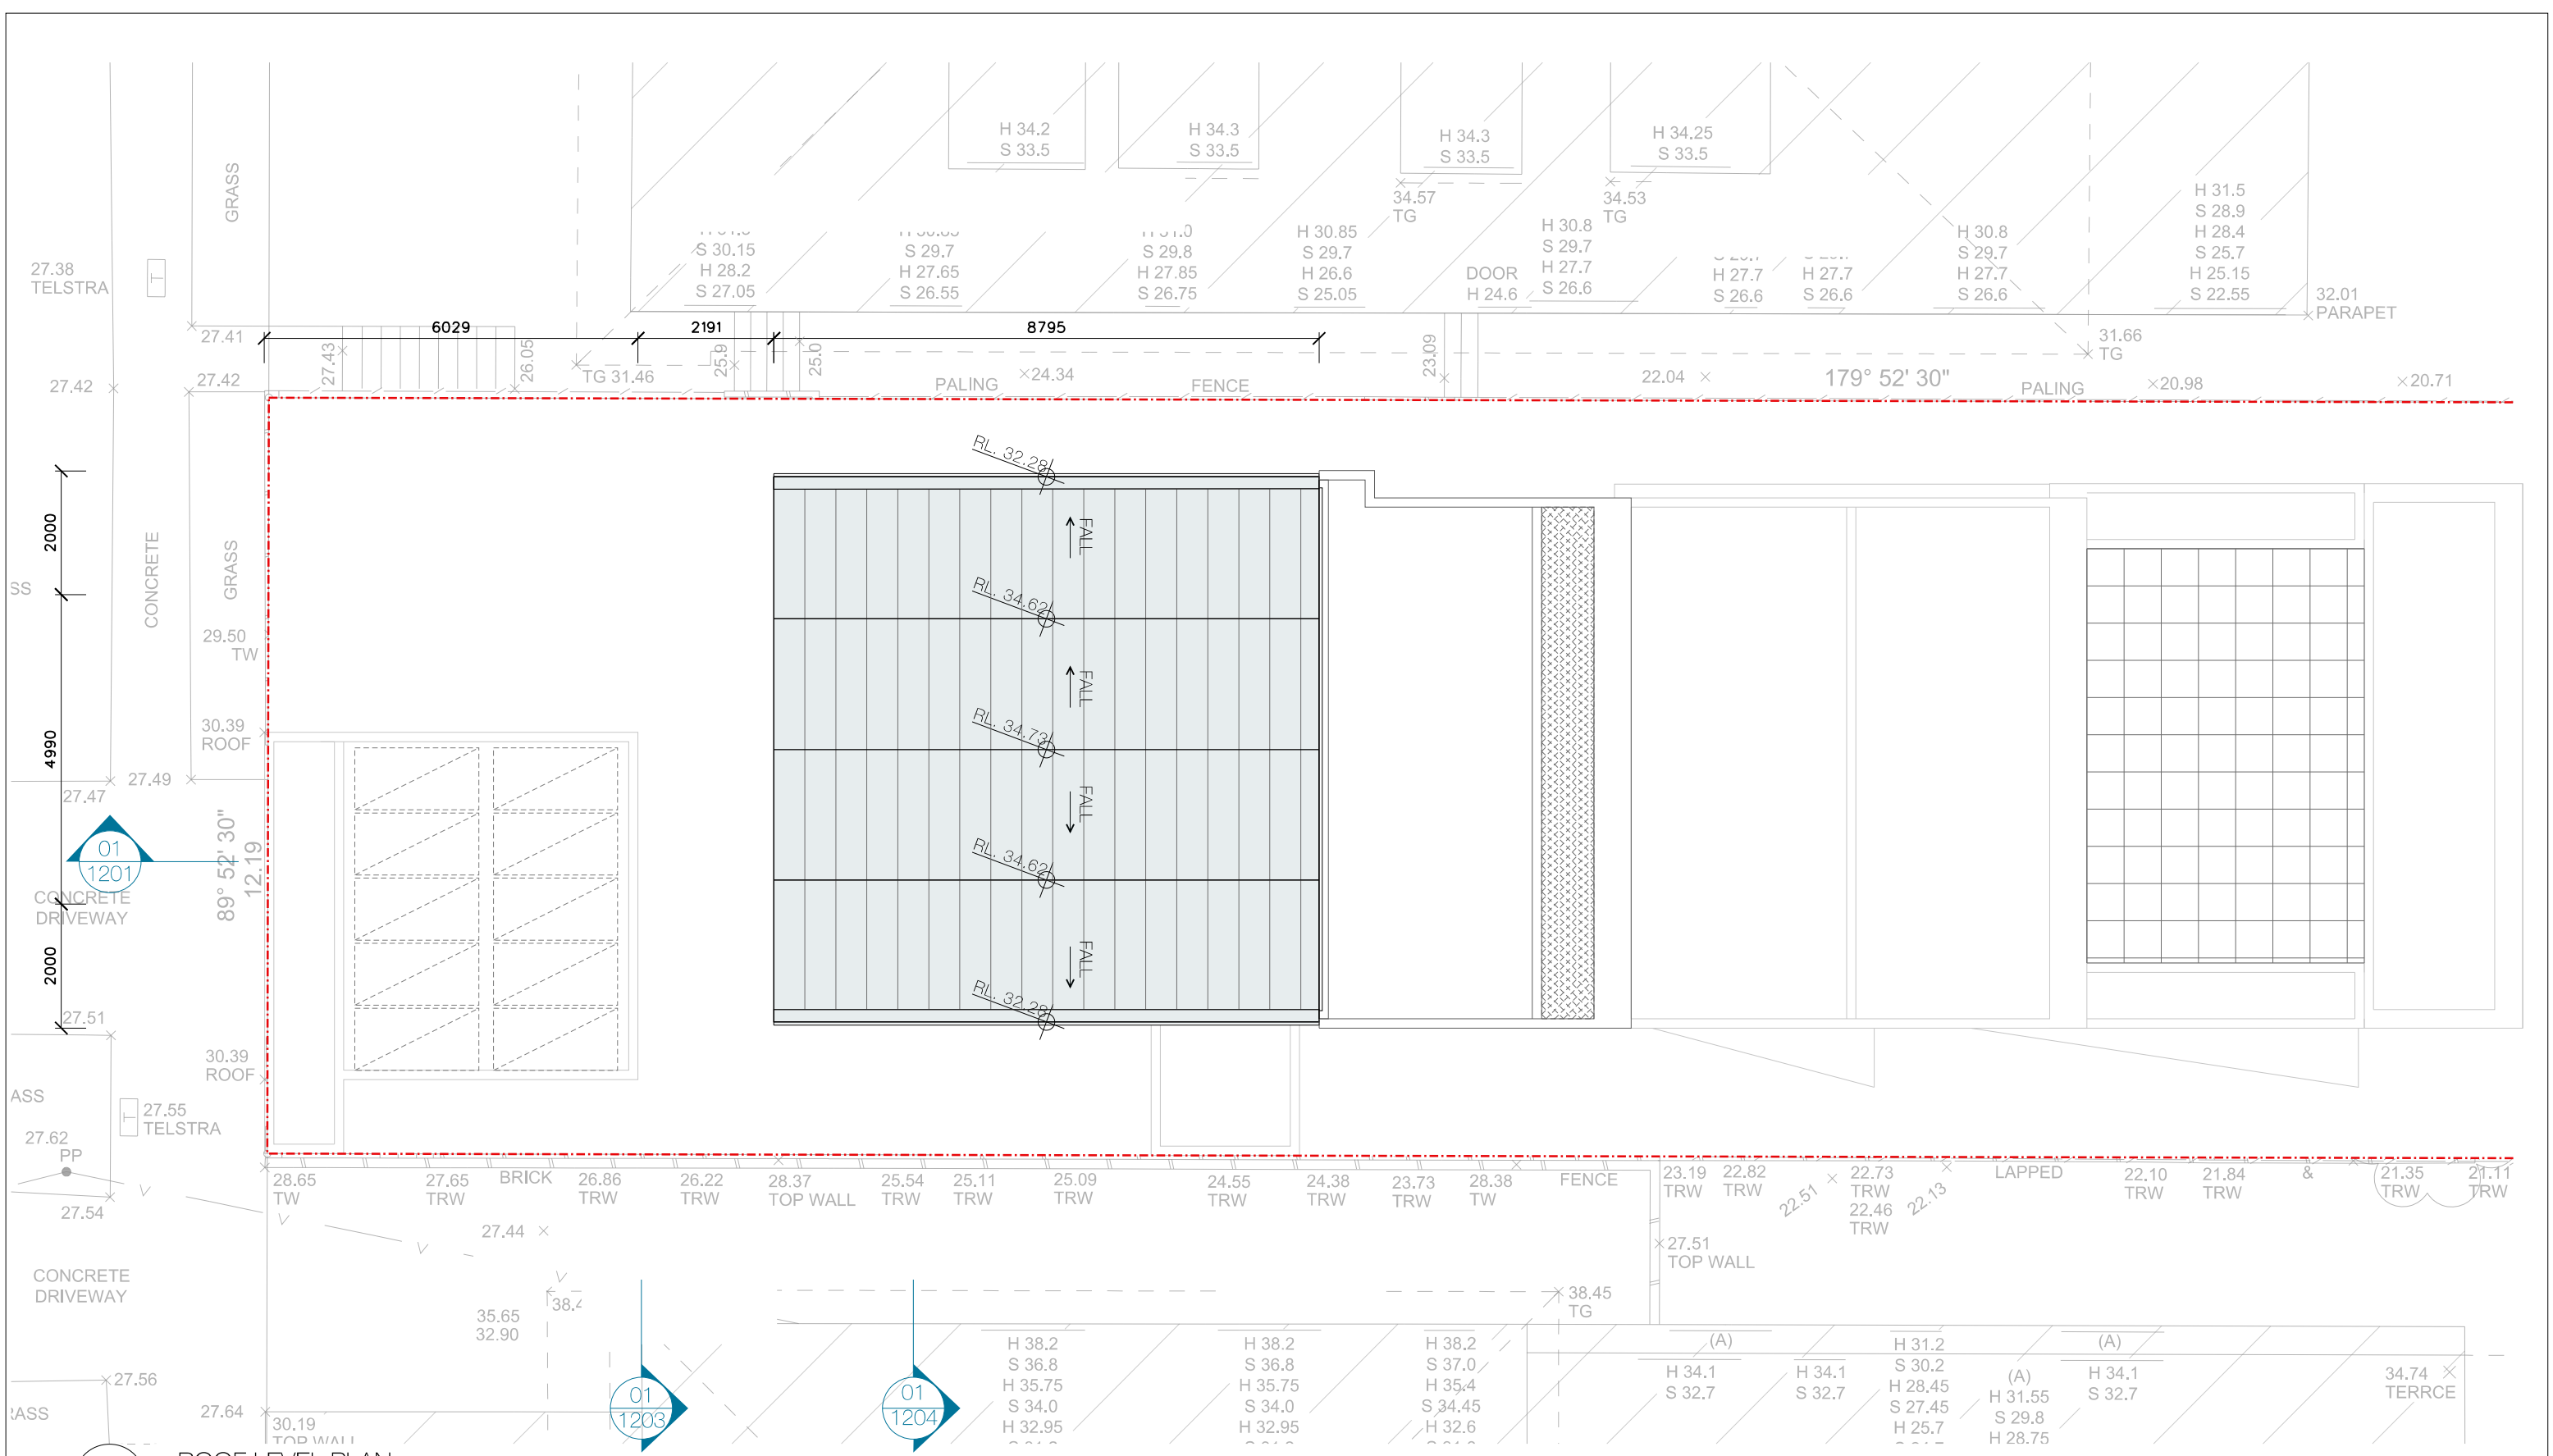 H 34.2
S 33.5
H 34.3
S 33.5
H 34.3
S 33.5
H 34.25
S 33.5
GRASS
34.57
TG
34.53
TG
S 30.15
H 28.2
S 27.05
S 29.7
H 27.65
S 26.55
S 29.8
H 27.85
S 26.75
H 30.85
S 29.7
H 26.6
S 25.05
DOOR
H 24.6
H 30.8
S 29.7
H 27.7
S 26.6
H 27.7
S 26.6
H 27.7
S 26.6
H 30.8
S 29.7
H 27.7
S 26.6
H 31.5
S 28.9
H 28.4
S 25.7
H 25.15
S 22.55
32.01
PARAPET
27.38
TELSTRA
T
27.41
6029
2191
8795
27.43
26.05
TG 31.46
25.9
25.0
PALING
24.34
FENCE
23.09
22.04
179° 52' 30"
PALING
31.66
TG
20.98
20.71
27.42
27.42
RL. 32.28
2000
FALL
CONCRETE
GRASS
SS
RL. 34.62
29.50
TW
FALL
4990
30.39
ROOF
RL. 34.73
27.49
27.47
FALL
01
1201
89° 52' 30"
12.19
RL. 34.62
CONCRETE
DRIVEWAY
2000
FALL
RL. 32.28
27.51
30.39
ROOF
ASS
T
27.55
TELSTRA
27.62
PP
28.65
TW
27.65
TRW
BRICK
26.86
TRW
26.22
TRW
28.37
TOP WALL
25.54
TRW
25.11
TRW
25.09
TRW
24.55
TRW
24.38
TRW
23.73
TRW
28.38
TW
FENCE
23.19
TRW
22.82
TRW
22.51
22.73
TRW
22.46
TRW
22.13
LAPPED
22.10
TRW
21.84
TRW
&
21.35
TRW
21.11
TRW
27.54
V
V
V
V
27.44
27.51
TOP WALL
CONCRETE
DRIVEWAY
38.4
35.65
32.90
38.45
TG
H 38.2
S 36.8
H 35.75
S 34.0
H 32.95
H 38.2
S 36.8
H 35.75
S 34.0
H 32.95
H 38.2
S 37.0
H 35.4
S 34.45
H 32.6
(A)
H 34.1
S 32.7
H 34.1
S 32.7
H 31.2
S 30.2
H 28.45
S 27.45
H 25.7
(A)
H 31.55
S 29.8
H 28.75
(A)
H 34.1
S 32.7
34.74
TERRCE
27.56
ASS
27.64
30.19
TOP WALL
01
1203
01
1204
ROOF LEVEL PLAN